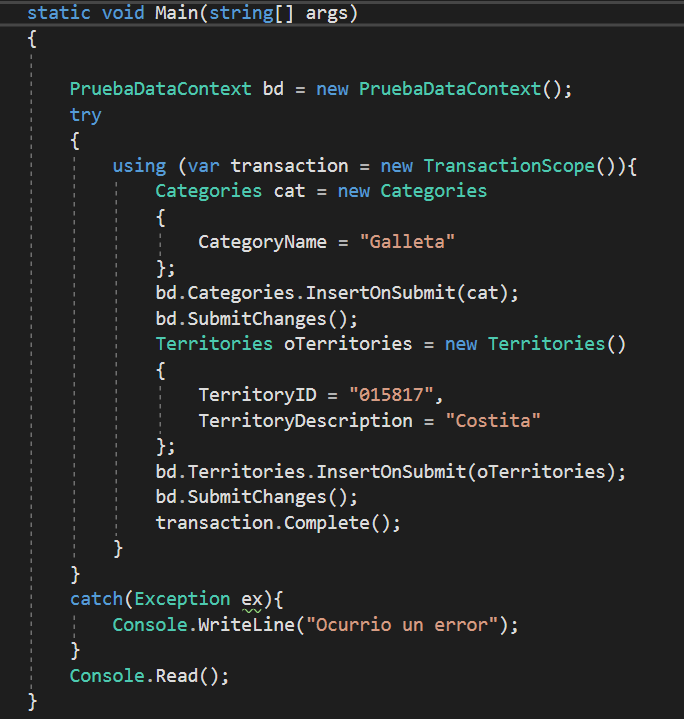 static void Main(string[] args)
{
PruebaDataContext bd = new PruebaDataContext();
try
{
using (var transaction = new TransactionScope()){
Categories cat = new Categories
{
CategoryName = "Galleta"
};
bd.Categories.InsertOnSubmit(cat);
bd.SubmitChanges();
Territories oTerritories = new Territories()
{
TerritoryID = "015817",
TerritoryDescription = "Costita"
};
bd.Territories.InsertOnSubmit(oTerritories);
bd.SubmitChanges();
transaction.Complete();
}
}
catch(Exception ex){
Console.WriteLine("Ocurrio un error");
}
Console.Read();
}